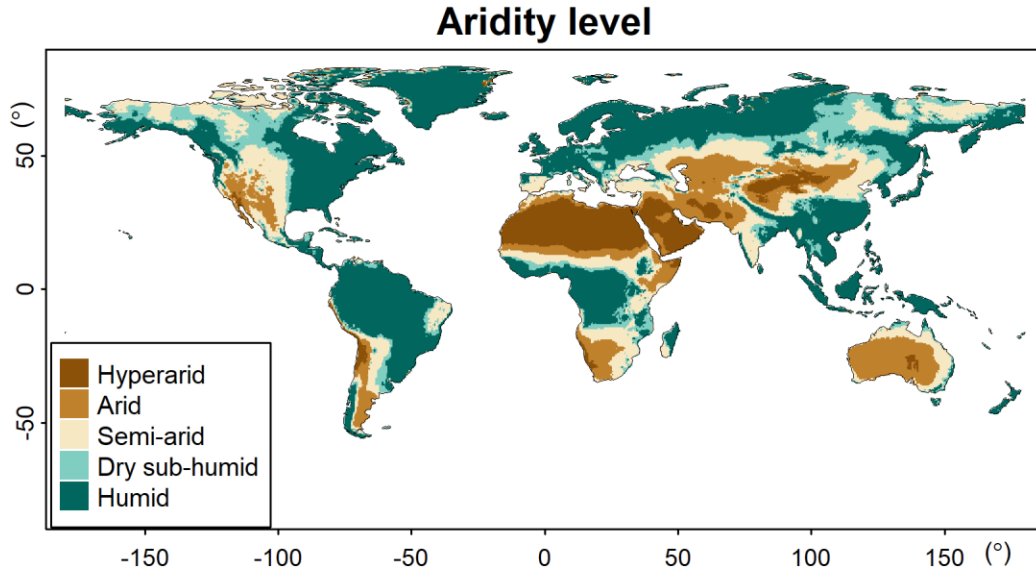 Aridity level
(°)
50
0
-50
Hyperarid
Arid
Semi-arid
Dry sub-humid
Humid
-150 -100 -50 0 50 100 150 (°)